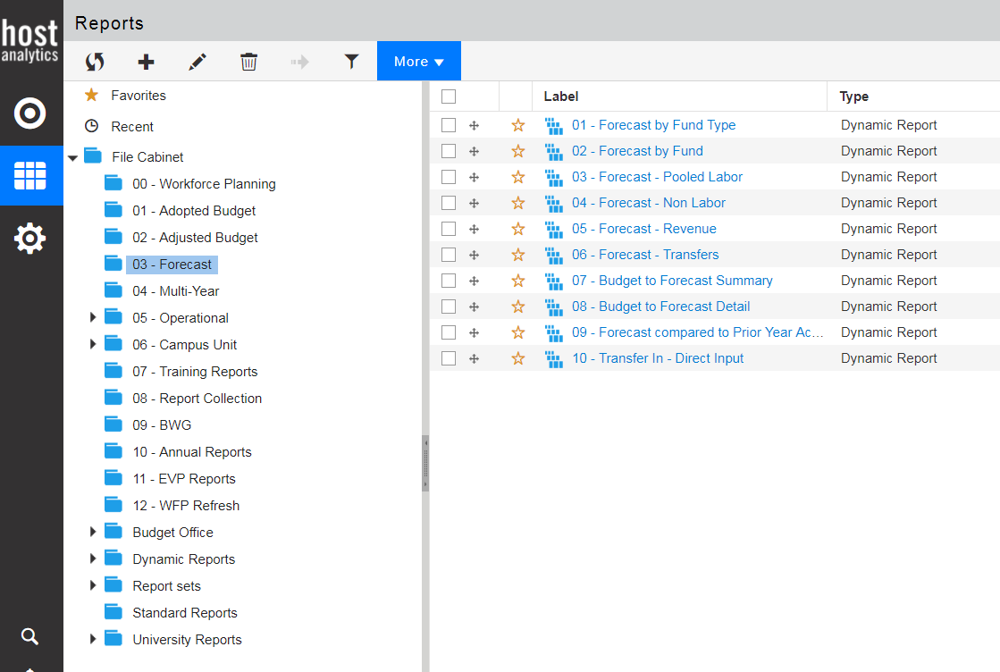 host
analytics
Reports
More
Favorites
Recent
File Cabinet
00 - Workforce Planning
01 - Adopted Budget
02 - Adjusted Budget
03 - Forecast
04 - Multi-Year
05 - Operational
06 - Campus Unit
07 - Training Reports
08 - Report Collection
09 - BWG
10 - Annual Reports
11 - EVP Reports
12 - WFP Refresh
Budget Office
Dynamic Reports
Report sets
Standard Reports
University Reports
Label Type
01 - Forecast by Fund Type Dynamic Report
02 - Forecast by Fund Dynamic Report
03 - Forecast - Pooled Labor Dynamic Report
04 - Forecast - Non Labor Dynamic Report
05 - Forecast - Revenue Dynamic Report
06 - Forecast - Transfers Dynamic Report
07 - Budget to Forecast Summary Dynamic Report
08 - Budget to Forecast Detail Dynamic Report
09 - Forecast compared to Prior Year Ac... Dynamic Report
10 - Transfer In - Direct Input Dynamic Report